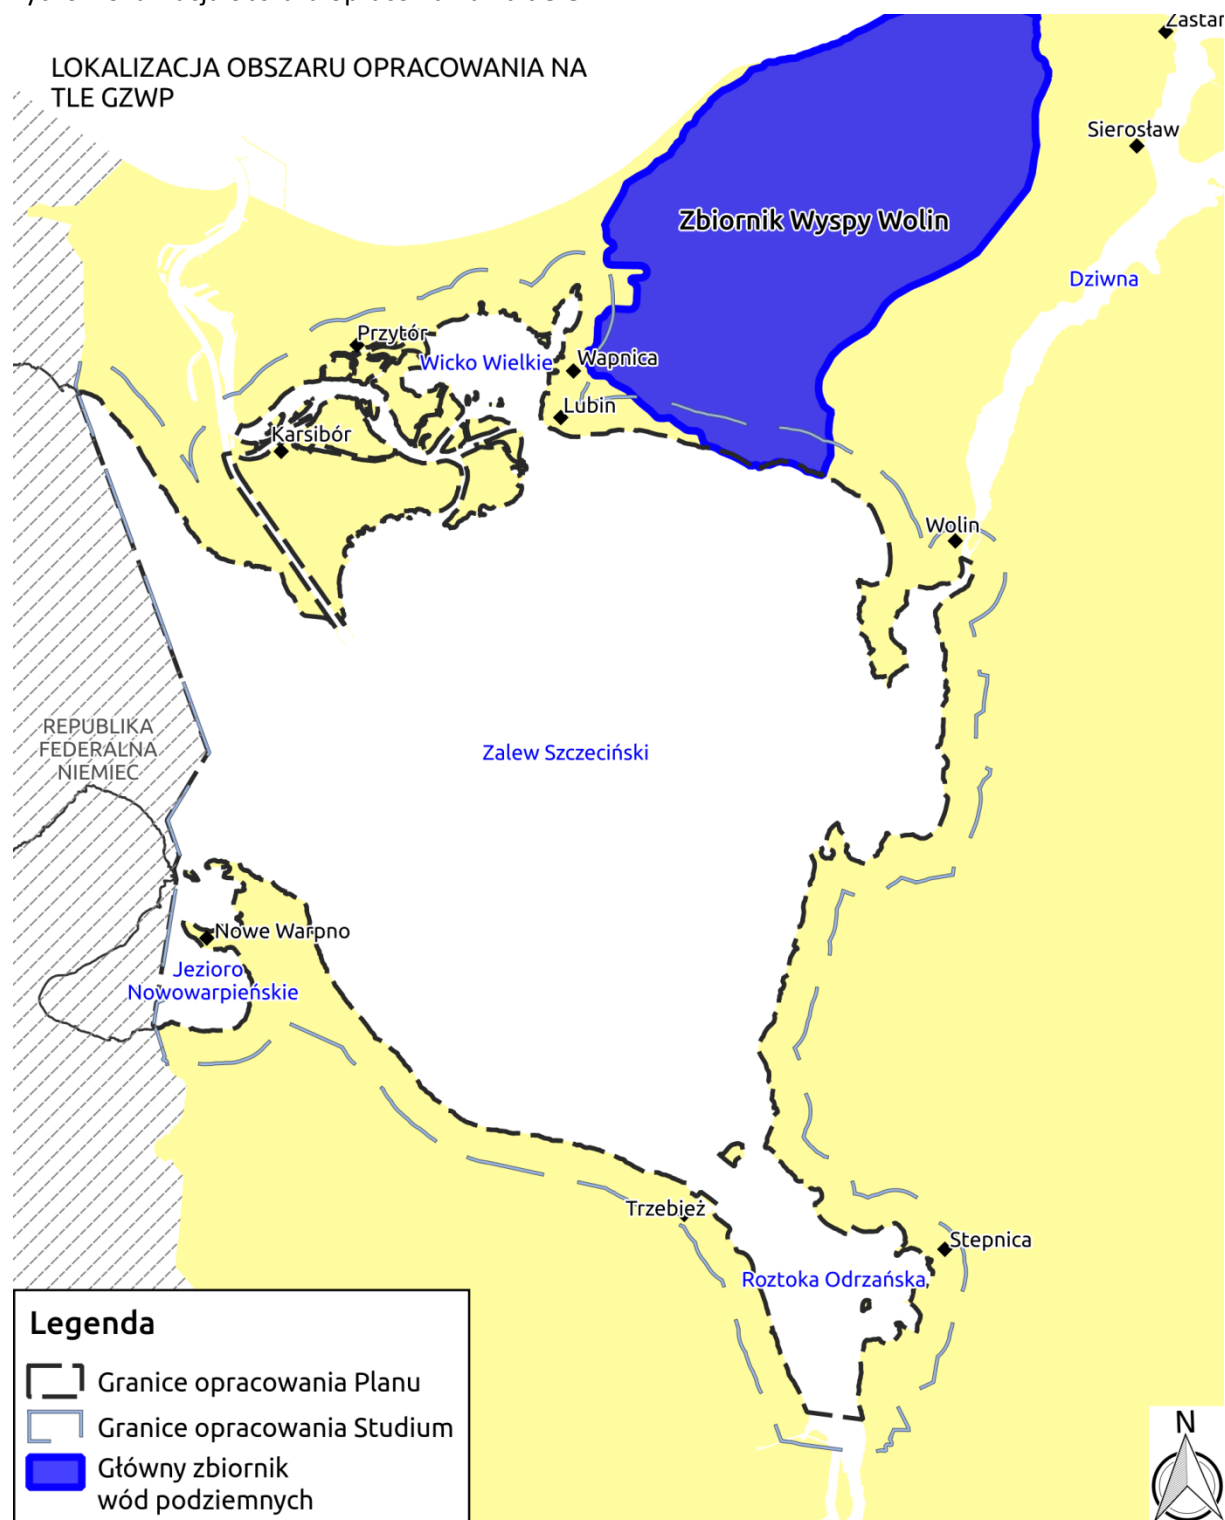 LOKALIZACJA OBSZARU OPRACOWANIA NA
TLE GZWP
Sierosław
Zbiornik Wyspy Wolin
Dziwna
Przytór
Wicko Wielkie
Wapnica
Lubin
Karsibór
Wolin
REPUBLIKA
FEDERALNA
NIEMIEC
Zalew Szczeciński
Nowe Warpno
Jezioro
Nowowarpieńskie
Trzebież
Stepnica
Roztoka Odrzańska
Legenda
Granice opracowania Planu
Granice opracowania Studium
Główny zbiornik
wód podziemnych
N